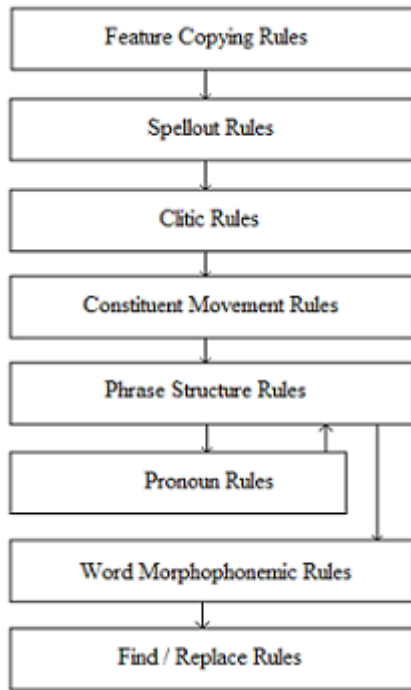 Feature Copying Rules
Spellout Rules
Clitic Rules
Constituent Movement Rules
Phrase Structure Rules
Pronoun Rules
Word Morphophonemic Rules
Find / Replace Rules